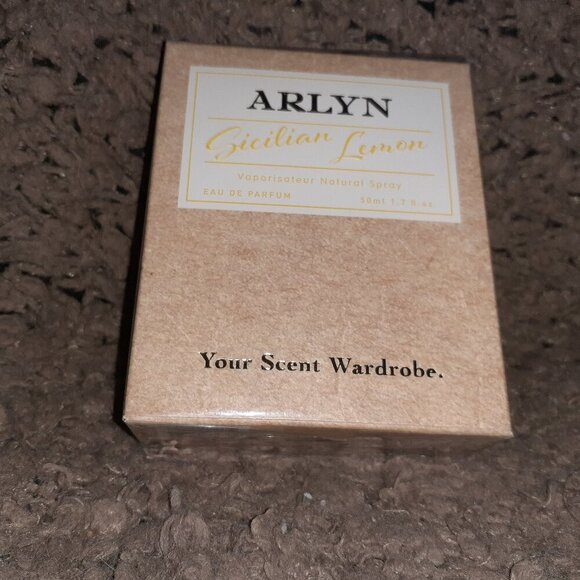 ARLYN
Sicilian Lemon
Vaporisateur Natural Spray
EAU DE PARFUM 50ml 1.7 fl.oz
Your Scent Wardrobe.